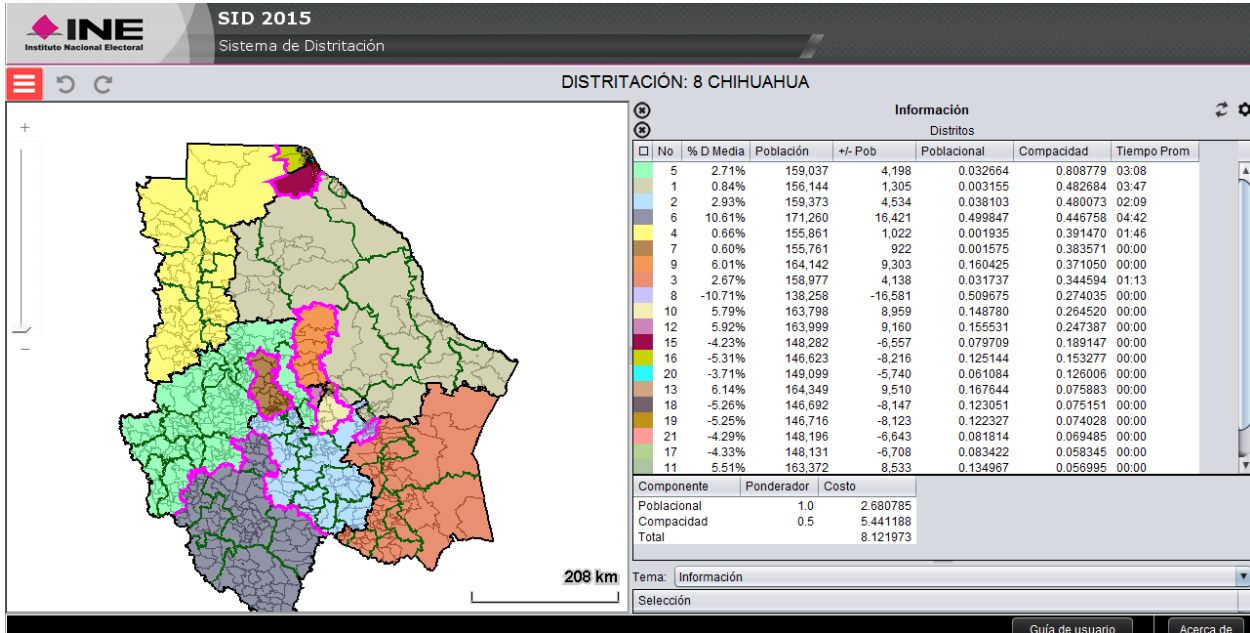 INE
Instituto Nacional Electoral
SID 2015
Sistema de Distritación
DISTRITACIÓN: 8 CHIHUAHUA
208 km
Información
Distritos
No % D Media Población +/- Pob Poblacional Compacidad Tiempo Prom
5 2.71% 159,037 4,198 0.032664 0.808779 03:08
1 0.84% 156,144 1,305 0.003155 0.482684 03:47
2 2.93% 159,373 4,534 0.038103 0.480073 02:09
6 10.61% 171,260 16,421 0.499847 0.446758 04:42
4 0.66% 155,861 1,022 0.001935 0.391470 01:46
7 0.60% 155,761 922 0.001575 0.383571 00:00
9 6.01% 164,142 9,303 0.160425 0.371050 00:00
3 2.67% 158,977 4,138 0.031737 0.344594 01:13
8 -10.71% 138,258 -16,581 0.509675 0.274035 00:00
10 5.79% 163,798 8,959 0.148780 0.264520 00:00
12 5.92% 163,999 9,160 0.155531 0.247387 00:00
15 -4.23% 148,282 -6,557 0.079709 0.189147 00:00
16 -5.31% 146,623 -8,216 0.125144 0.153277 00:00
20 -3.71% 149,099 -5,740 0.061084 0.126006 00:00
13 6.14% 164,349 9,510 0.167644 0.075883 00:00
18 -5.26% 146,692 -8,147 0.123051 0.075151 00:00
19 -5.25% 146,716 -8,123 0.122327 0.074028 00:00
21 -4.29% 148,196 -6,643 0.081814 0.069485 00:00
17 -4.33% 148,131 -6,708 0.083422 0.058345 00:00
11 5.51% 163,372 8,533 0.134967 0.056995 00:00
Componente Ponderador Costo
Poblacional 1.0 2.680785
Compacidad 0.5 5.441188
Total 8.121973
Tema: Información
Selección
Guía de usuario Acerca de